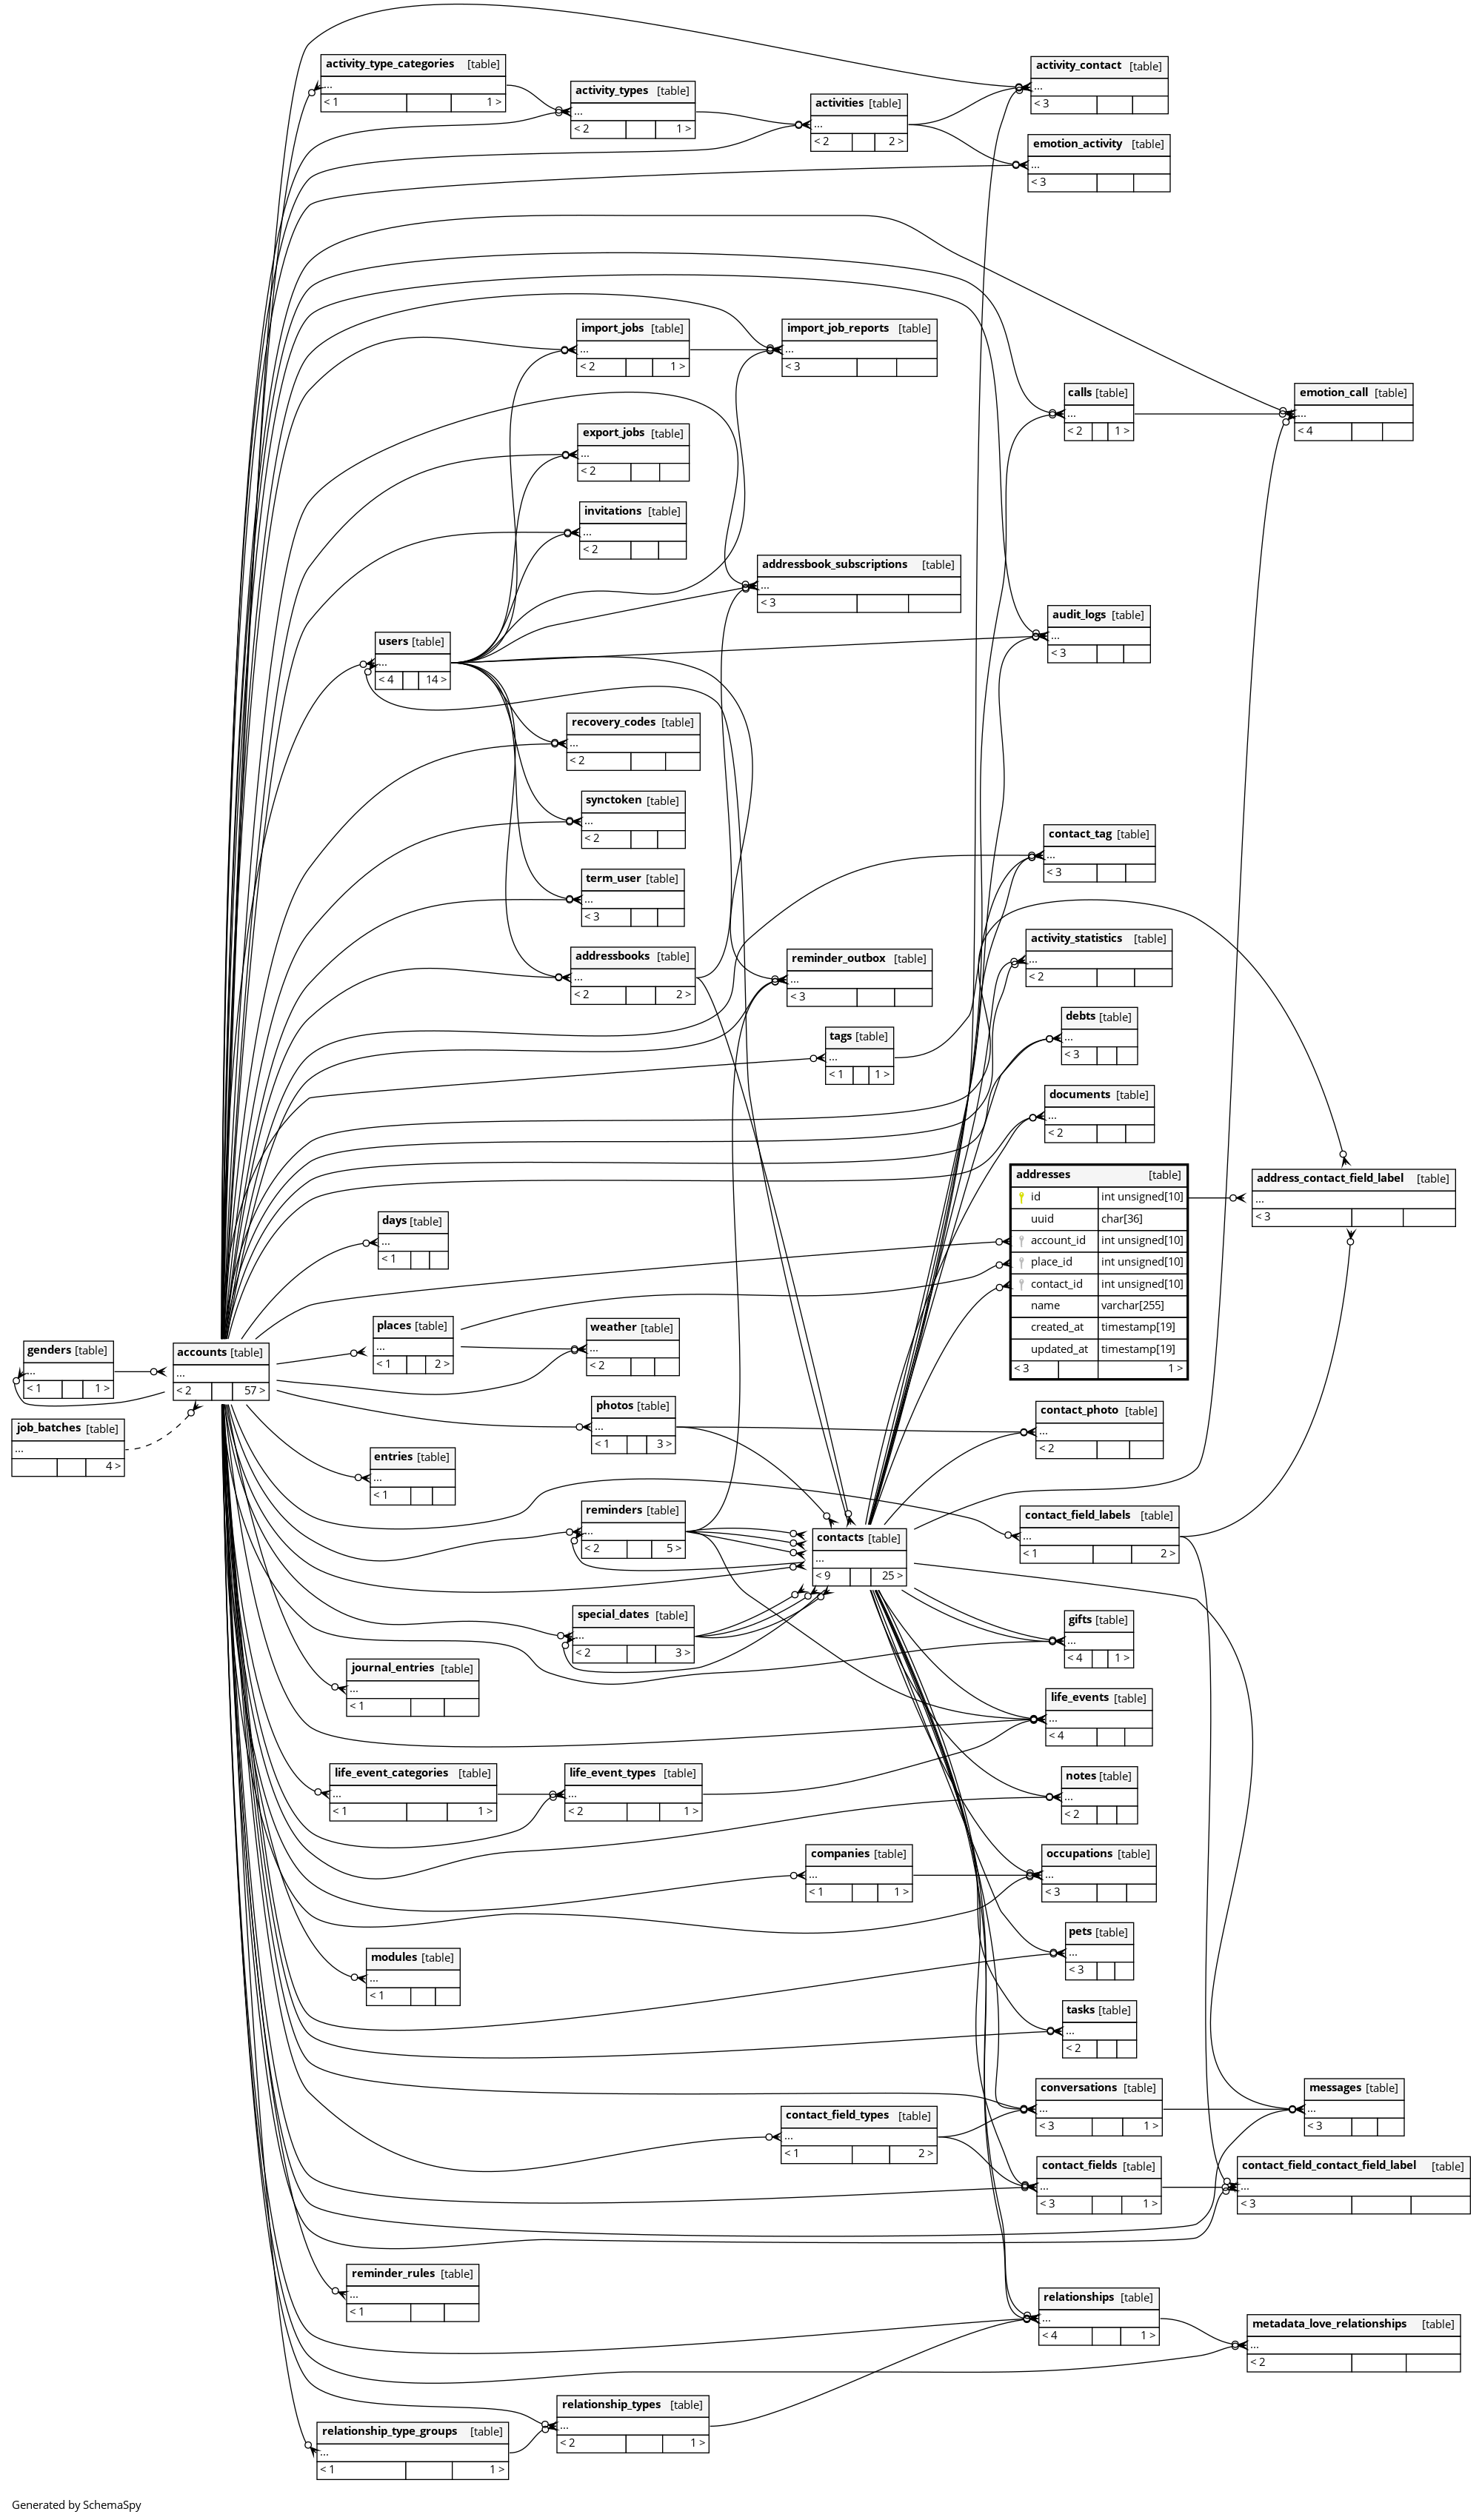 activity_type_categories [table]
...
< 1 1 >
activity_types [table]
...
< 2 1 >
activities [table]
...
< 2 2 >
activity_contact [table]
...
< 3
emotion_activity [table]
...
< 3
import_jobs [table]
...
< 2 1 >
import_job_reports [table]
...
< 3
calls [table]
...
< 2 1 >
emotion_call [table]
...
< 4
export_jobs [table]
...
< 2
invitations [table]
...
< 2
addressbook_subscriptions [table]
...
< 3
audit_logs [table]
...
< 3
users [table]
...
< 4 14 >
recovery_codes [table]
...
< 2
synctoken [table]
...
< 2
contact_tag [table]
...
< 3
term_user [table]
...
< 3
addressbooks [table]
...
< 2 2 >
reminder_outbox [table]
...
< 3
activity_statistics [table]
...
< 2
tags [table]
...
< 1 1 >
debts [table]
...
< 3
documents [table]
...
< 2
addresses [table]
id int unsigned[10]
uuid char[36]
account_id int unsigned[10]
place_id int unsigned[10]
contact_id int unsigned[10]
name varchar[255]
created_at timestamp[19]
updated_at timestamp[19]
< 3 1 >
address_contact_field_label [table]
...
< 3
days [table]
...
< 1
places [table]
...
< 1 2 >
weather [table]
...
< 2
genders [table]
...
< 1 1 >
accounts [table]
...
< 2 57 >
job_batches [table]
...
4 >
photos [table]
...
< 1 3 >
contact_photo [table]
...
< 2
entries [table]
...
< 1
reminders [table]
...
< 2 5 >
contacts [table]
...
< 9 25 >
contact_field_labels [table]
...
< 1 2 >
special_dates [table]
...
< 2 3 >
gifts [table]
...
< 4 1 >
journal_entries [table]
...
< 1
life_events [table]
...
< 4
life_event_categories [table]
...
< 1 1 >
life_event_types [table]
...
< 2 1 >
notes [table]
...
< 2
companies [table]
...
< 1 1 >
occupations [table]
...
< 3
pets [table]
...
< 3
modules [table]
...
< 1
tasks [table]
...
< 2
conversations [table]
...
< 3 1 >
messages [table]
...
< 3
contact_field_types [table]
...
< 1 2 >
contact_fields [table]
...
< 3 1 >
contact_field_contact_field_label [table]
...
< 3
reminder_rules [table]
...
< 1
relationships [table]
...
< 4 1 >
metadata_love_relationships [table]
...
< 2
relationship_types [table]
...
< 2 1 >
relationship_type_groups [table]
...
< 1 1 >
Generated by SchemaSpy